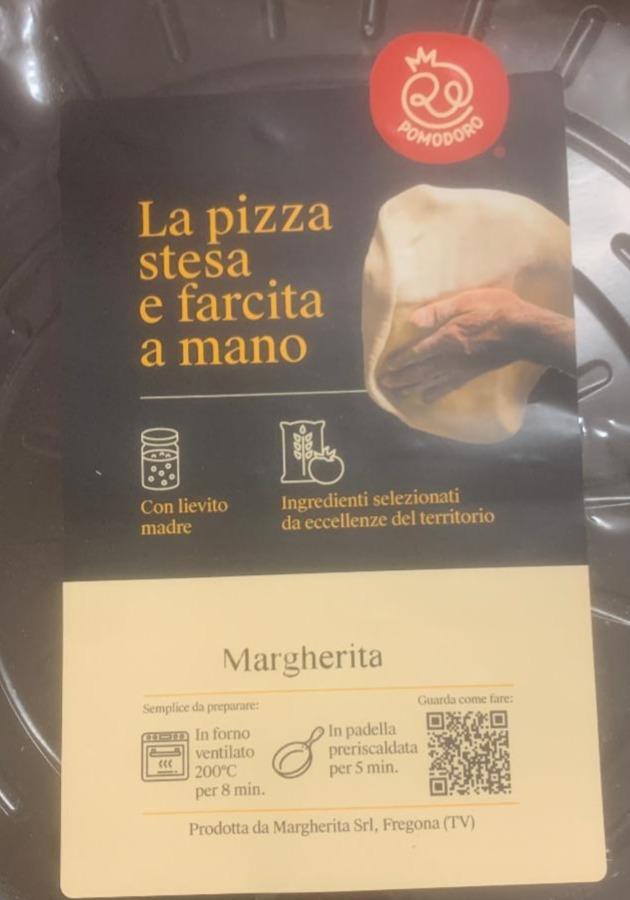 Re
POMODORO
La pizza
stesa
e farcita
a mano
Con lievito
madre
Ingredienti selezionati
da eccellenze del territorio
Margherita
Semplice da preparare:
Guarda come fare:
In forno
ventilato
200°C
per 8 min.
In padella
preriscaldata
per 5 min.
Prodotta da Margherita Srl, Fregona (TV)